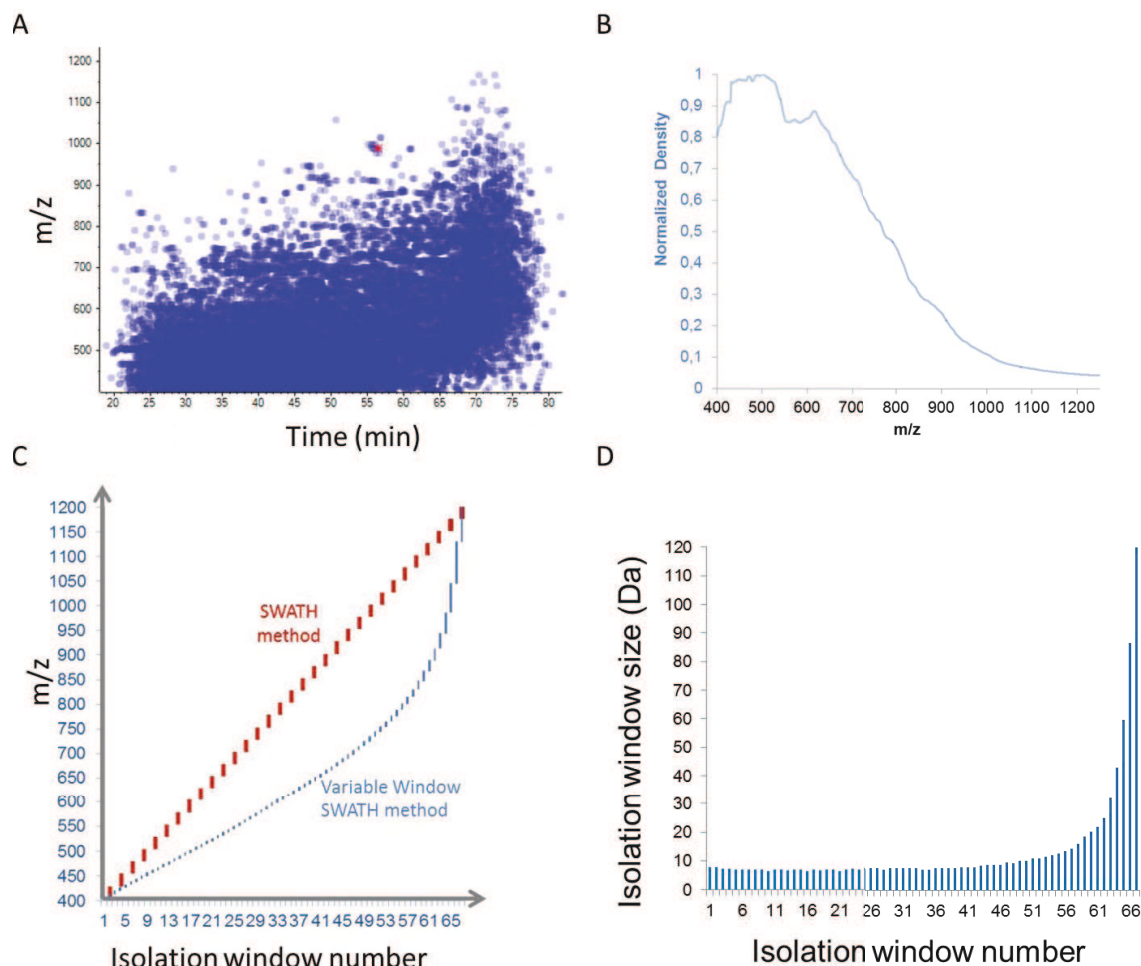 A
1200
1100
1000
900
800
700
600
500
m/z
20 25 30 35 40 45 50 55 60 65 70 75 80
Time (min)
B
1
0,9
0,8
0,7
0,6
0,5
0,4
0,3
0,2
0,1
0
Normalized Density
400 500 600 700 800 900 1000 1100 1200
m/z
C
1200
1150
1100
1050
1000
950
900
850
800
750
700
650
600
550
500
450
400
m/z
SWATH
method
Variable Window
SWATH method
1 5 9 13 17 21 25 29 33 37 41 45 49 53 57 61 65
Isolation window number
D
120
110
100
90
80
70
60
50
40
30
20
10
0
Isolation window size (Da)
1 6 11 16 21 26 31 36 41 46 51 56 61 66
Isolation window number